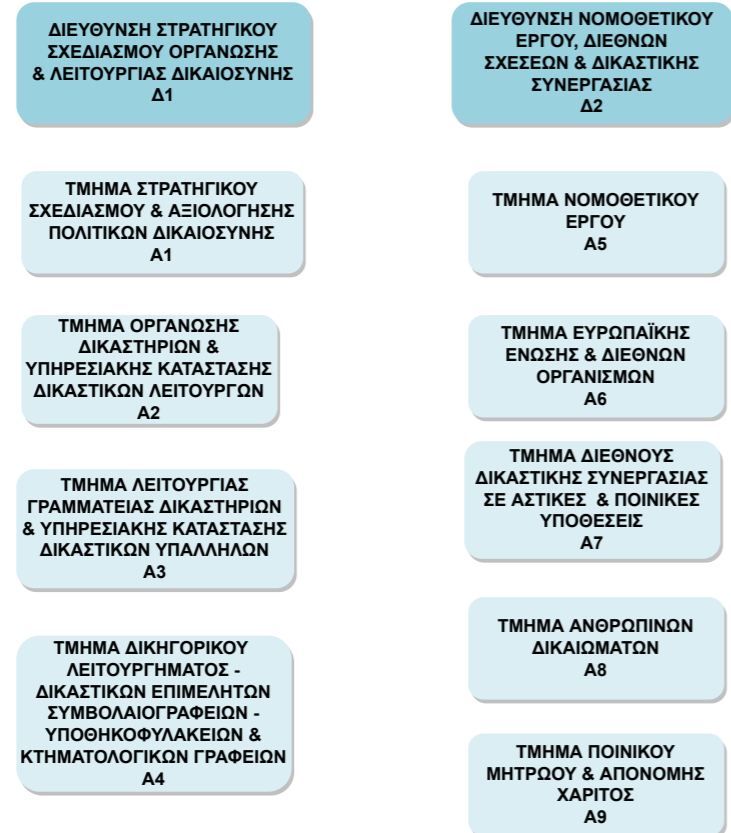 ΔΙΕΥΘΥΝΣΗ ΣΤΡΑΤΗΓΙΚΟΥ
ΣΧΕΔΙΑΣΜΟΥ ΟΡΓΑΝΩΣΗΣ
& ΛΕΙΤΟΥΡΓΙΑΣ ΔΙΚΑΙΟΣΥΝΗΣ
Δ1
ΤΜΗΜΑ ΣΤΡΑΤΗΓΙΚΟΥ
ΣΧΕΔΙΑΣΜΟΥ & ΑΞΙΟΛΟΓΗΣΗΣ
ΠΟΛΙΤΙΚΩΝ ΔΙΚΑΙΟΣΥΝΗΣ
Α1
ΤΜΗΜΑ ΟΡΓΑΝΩΣΗΣ
ΔΙΚΑΣΤΗΡΙΩΝ &
ΥΠΗΡΕΣΙΑΚΗΣ ΚΑΤΑΣΤΑΣΗΣ
ΔΙΚΑΣΤΙΚΩΝ ΛΕΙΤΟΥΡΓΩΝ
Α2
ΤΜΗΜΑ ΛΕΙΤΟΥΡΓΙΑΣ
ΓΡΑΜΜΑΤΕΙΑΣ ΔΙΚΑΣΤΗΡΙΩΝ
& ΥΠΗΡΕΣΙΑΚΗΣ ΚΑΤΑΣΤΑΣΗΣ
ΔΙΚΑΣΤΙΚΩΝ ΥΠΑΛΛΗΛΩΝ
Α3
ΤΜΗΜΑ ΔΙΚΗΓΟΡΙΚΟΥ
ΛΕΙΤΟΥΡΓΗΜΑΤΟΣ -
ΔΙΚΑΣΤΙΚΩΝ ΕΠΙΜΕΛΗΤΩΝ
ΣΥΜΒΟΛΑΙΟΓΡΑΦΕΙΩΝ -
ΥΠΟΘΗΚΟΦΥΛΑΚΕΙΩΝ &
ΚΤΗΜΑΤΟΛΟΓΙΚΩΝ ΓΡΑΦΕΙΩΝ
Α4
ΔΙΕΥΘΥΝΣΗ ΝΟΜΟΘΕΤΙΚΟΥ
ΕΡΓΟΥ, ΔΙΕΘΝΩΝ
ΣΧΕΣΕΩΝ & ΔΙΚΑΣΤΙΚΗΣ
ΣΥΝΕΡΓΑΣΙΑΣ
Δ2
ΤΜΗΜΑ ΝΟΜΟΘΕΤΙΚΟΥ
ΕΡΓΟΥ
Α5
ΤΜΗΜΑ ΕΥΡΩΠΑΪΚΗΣ
ΕΝΩΣΗΣ & ΔΙΕΘΝΩΝ
ΟΡΓΑΝΙΣΜΩΝ
Α6
ΤΜΗΜΑ ΔΙΕΘΝΟΥΣ
ΔΙΚΑΣΤΙΚΗΣ ΣΥΝΕΡΓΑΣΙΑΣ
ΣΕ ΑΣΤΙΚΕΣ & ΠΟΙΝΙΚΕΣ
ΥΠΟΘΕΣΕΙΣ
Α7
ΤΜΗΜΑ ΑΝΘΡΩΠΙΝΩΝ
ΔΙΚΑΙΩΜΑΤΩΝ
Α8
ΤΜΗΜΑ ΠΟΙΝΙΚΟΥ
ΜΗΤΡΩΟΥ & ΑΠΟΝΟΜΗΣ
ΧΑΡΙΤΟΣ
Α9